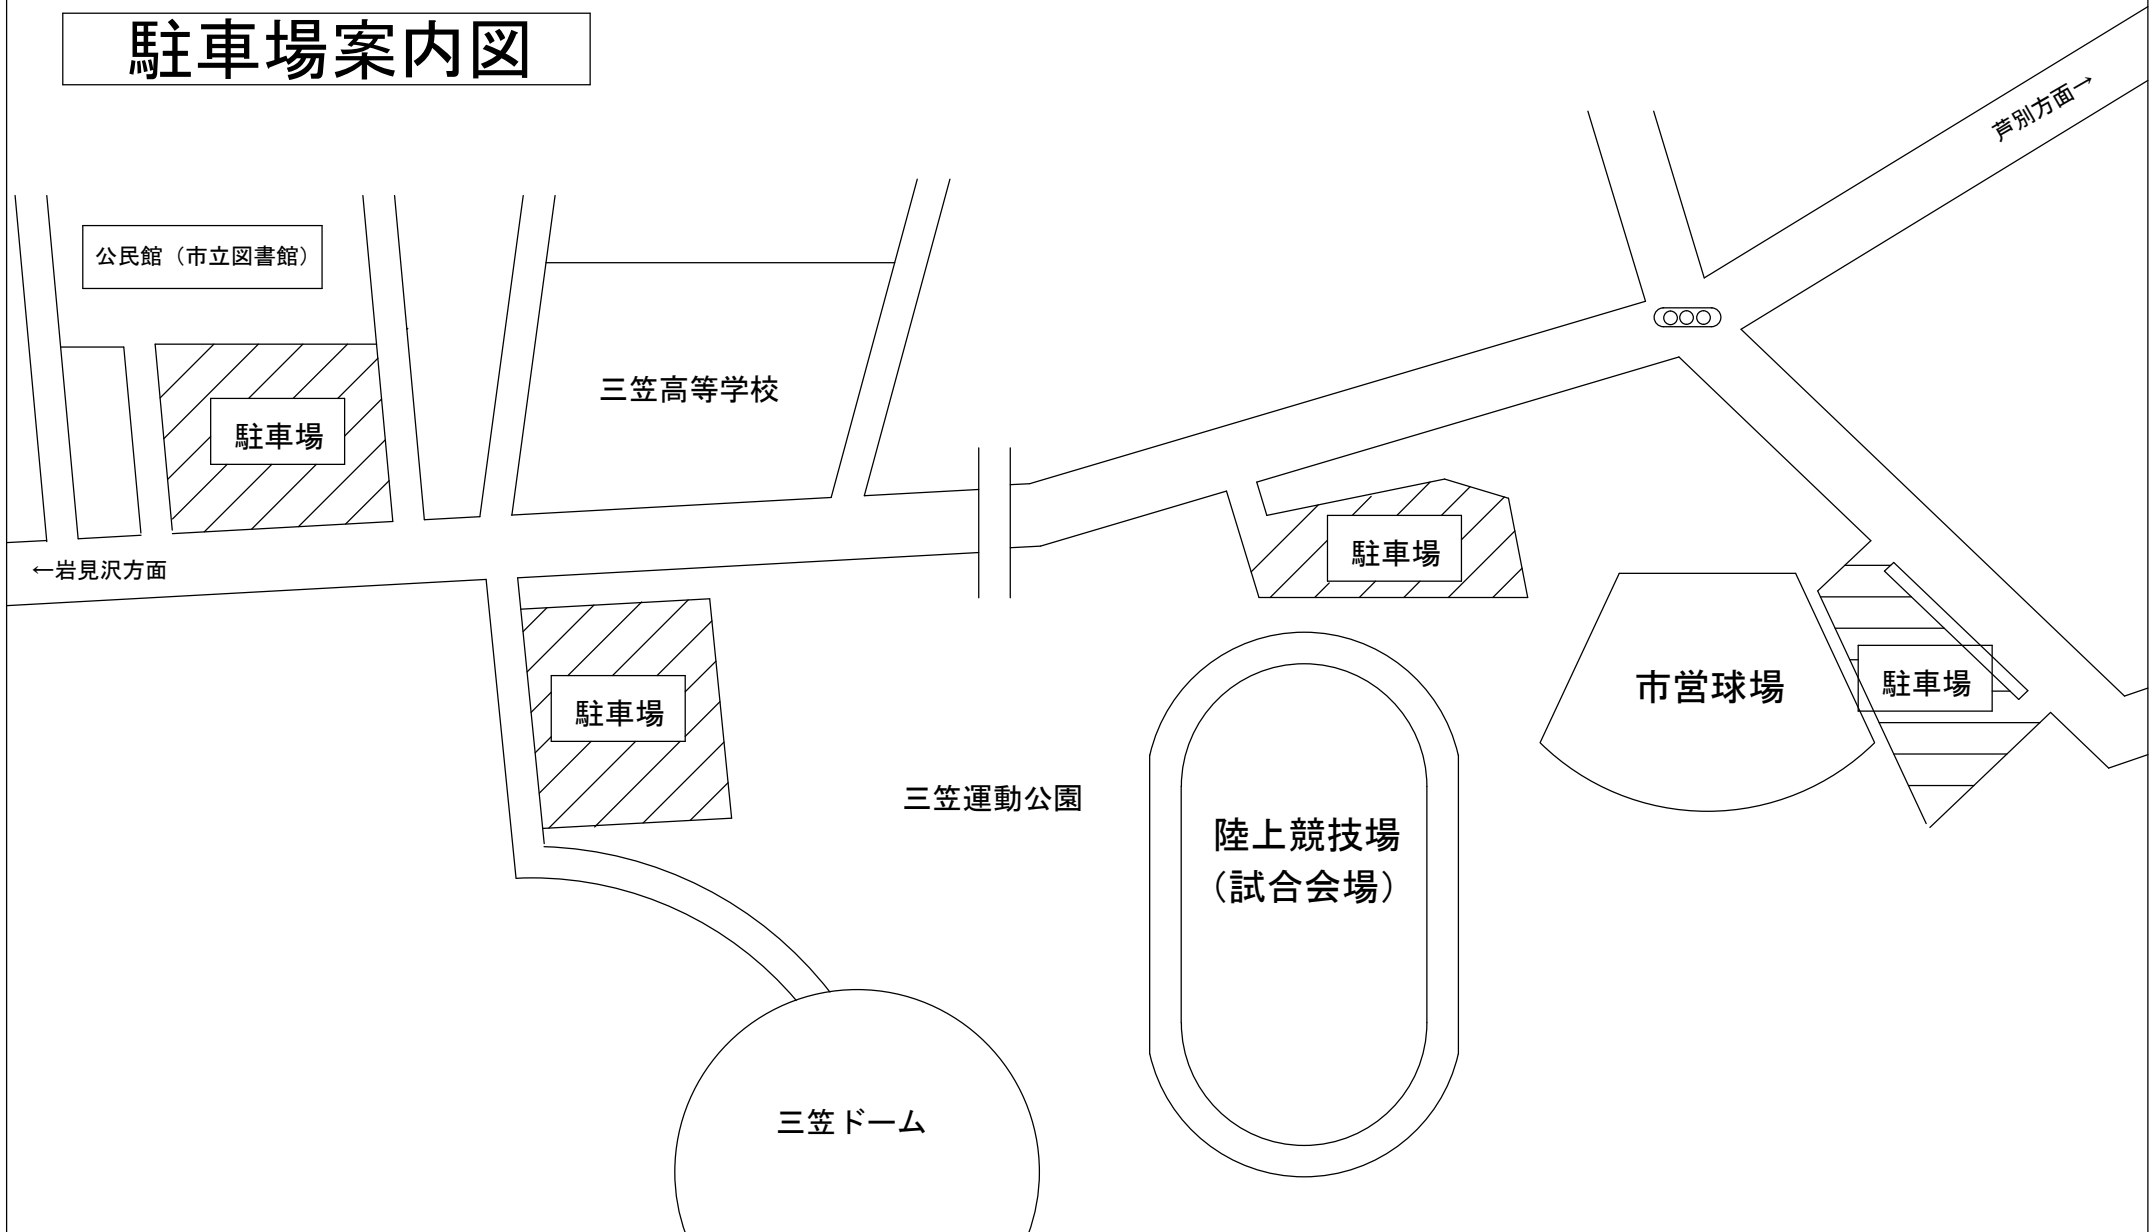 駐車場案内図
芦別方面→
公民館（市立図書館）
三笠高等学校
駐車場
駐車場
←岩見沢方面
市営球場
駐車場
駐車場
三笠運動公園
陸上競技場
（試合会場）
三笠ドーム